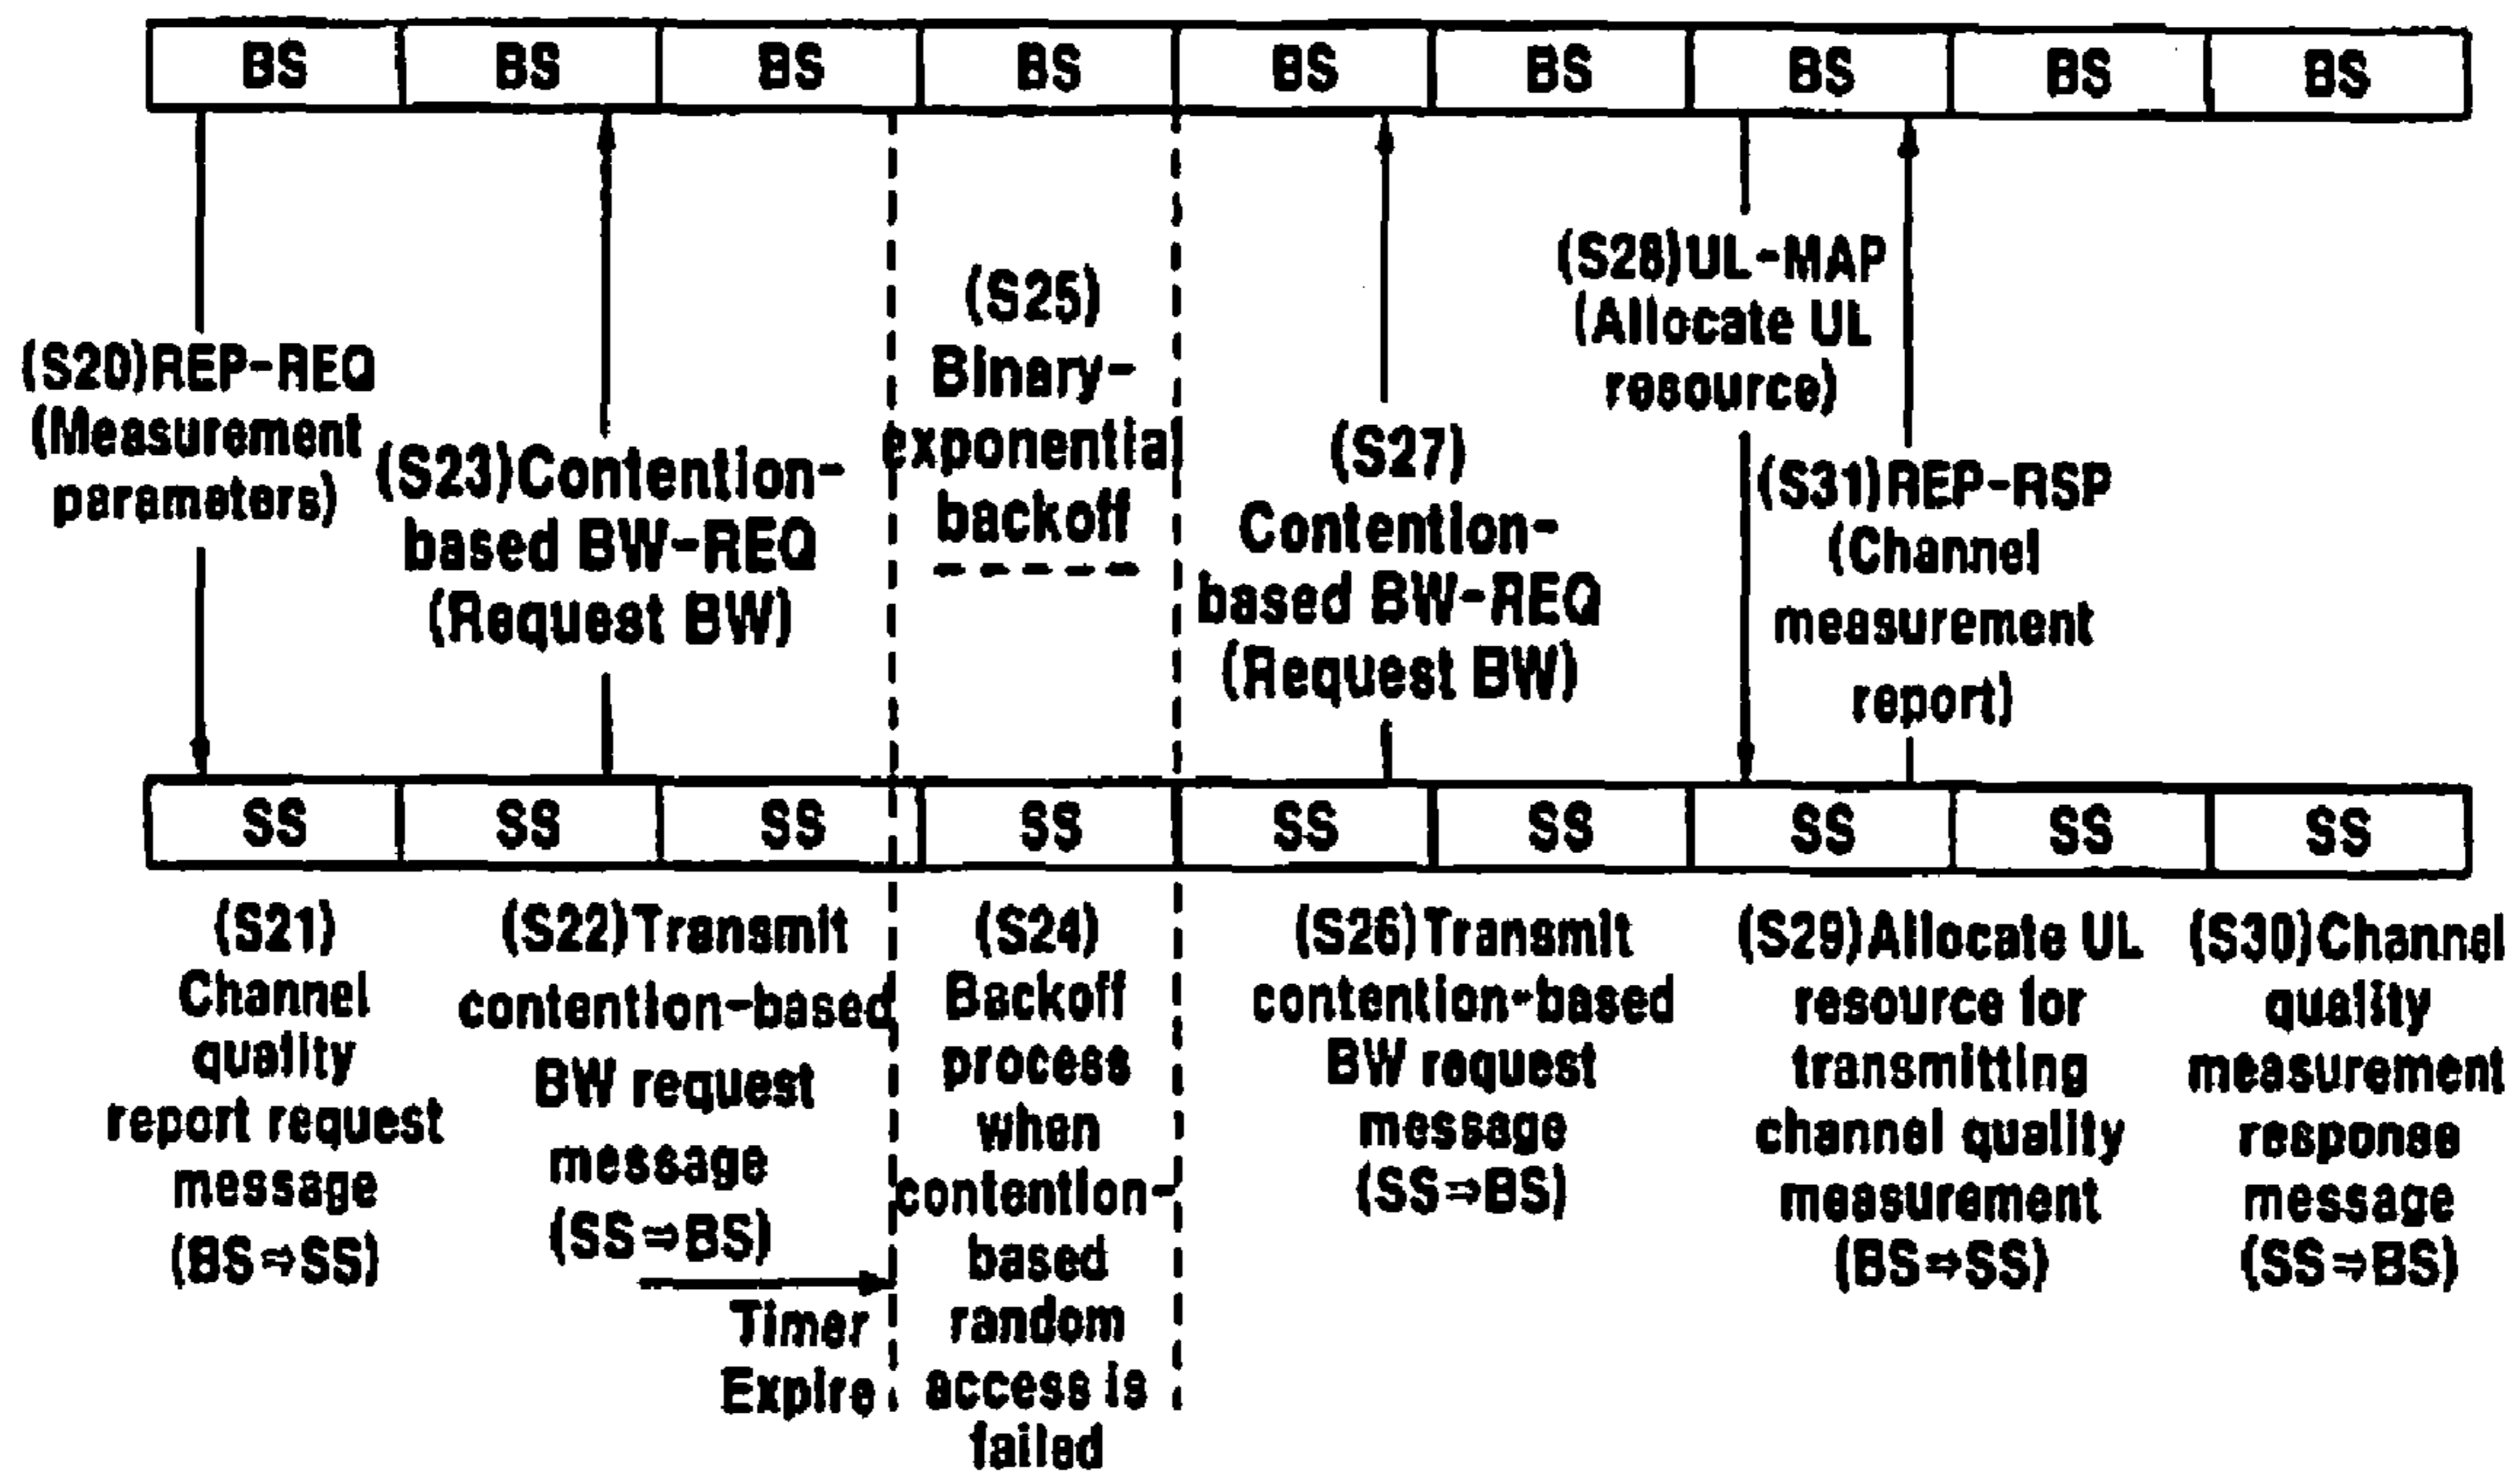 BS BS BS BS BS BS BS BS BS
(S20)REP-REQ
(Measurement
parameters)
(S23)Contention-
based BW-REQ
(Request BW)
(S25)
Binary-
exponential
backoff
(S27)
Contention-
based BW-REQ
(Request BW)
(S28)UL-MAP
(Allocate UL
resource)
(S31)REP-RSP
(Channel
measurement
report)
SS SS SS SS SS SS SS SS SS
(S21)
Channel
quality
report request
message
(BS⇒SS)
(S22)Transmit
contention-based
BW request
message
(SS⇒BS)
Timer
Expire
(S24)
Backoff
process
when
contention-
based
random
access is
failed
(S26)Transmit
contention-based
BW request
message
(SS⇒BS)
(S29)Allocate UL
resource for
transmitting
channel quality
measurement
(BS⇒SS)
(S30)Channel
quality
measurement
response
message
(SS⇒BS)